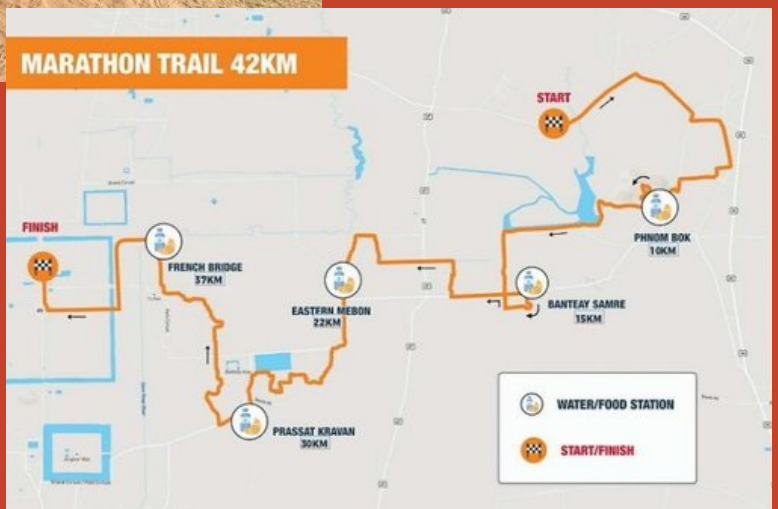 MARATHON TRAIL 42KM
START
FINISH
PHNOM BOK
10KM
FRENCH BRIDGE
37KM
EASTERN MEBON
22KM
BANTEAY SAMRE
15KM
PRASSAT KRAVAN
30KM
WATER/FOOD STATION
START/FINISH